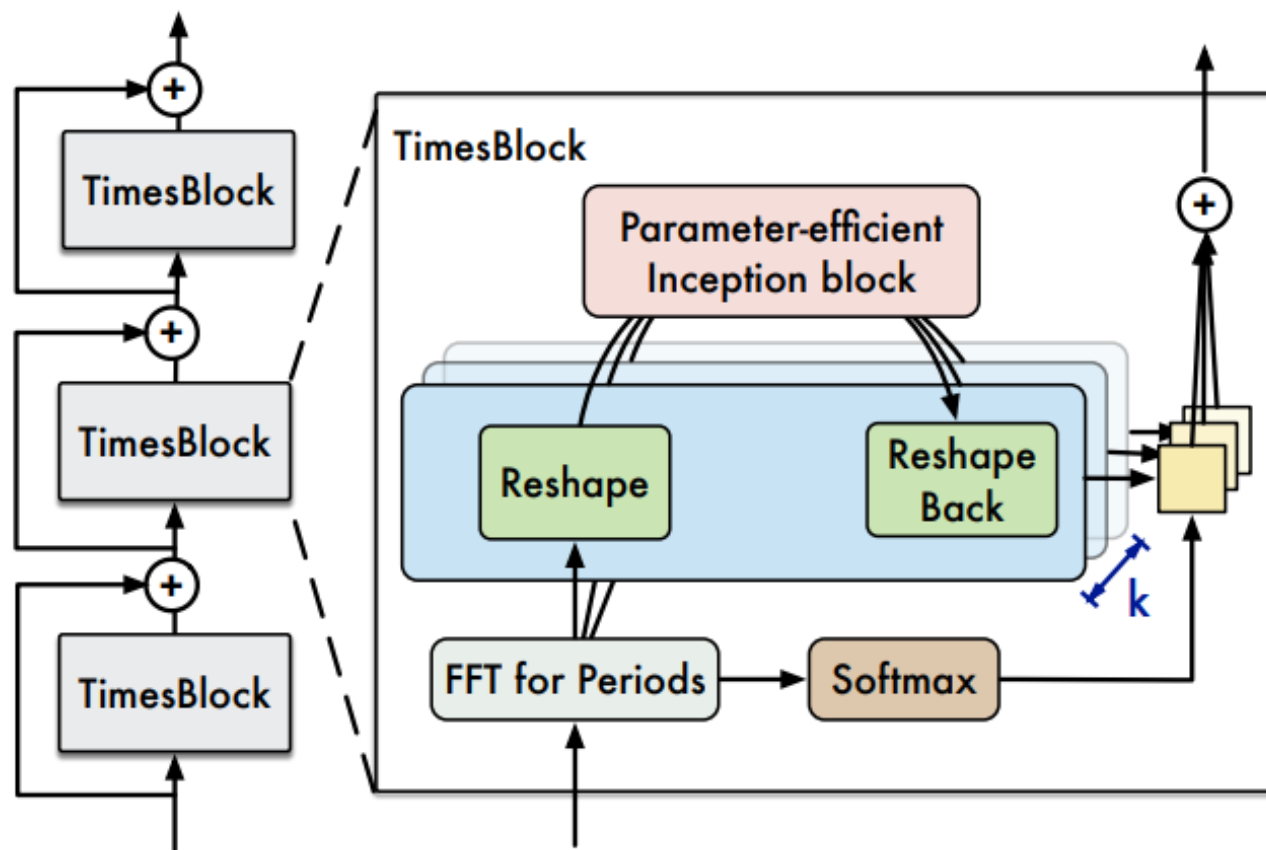 TimesBlock
TimesBlock
TimesBlock
TimesBlock
Parameter-efficient
Inception block
Reshape
Reshape
Back
k
FFT for Periods
Softmax
+
+
+
+